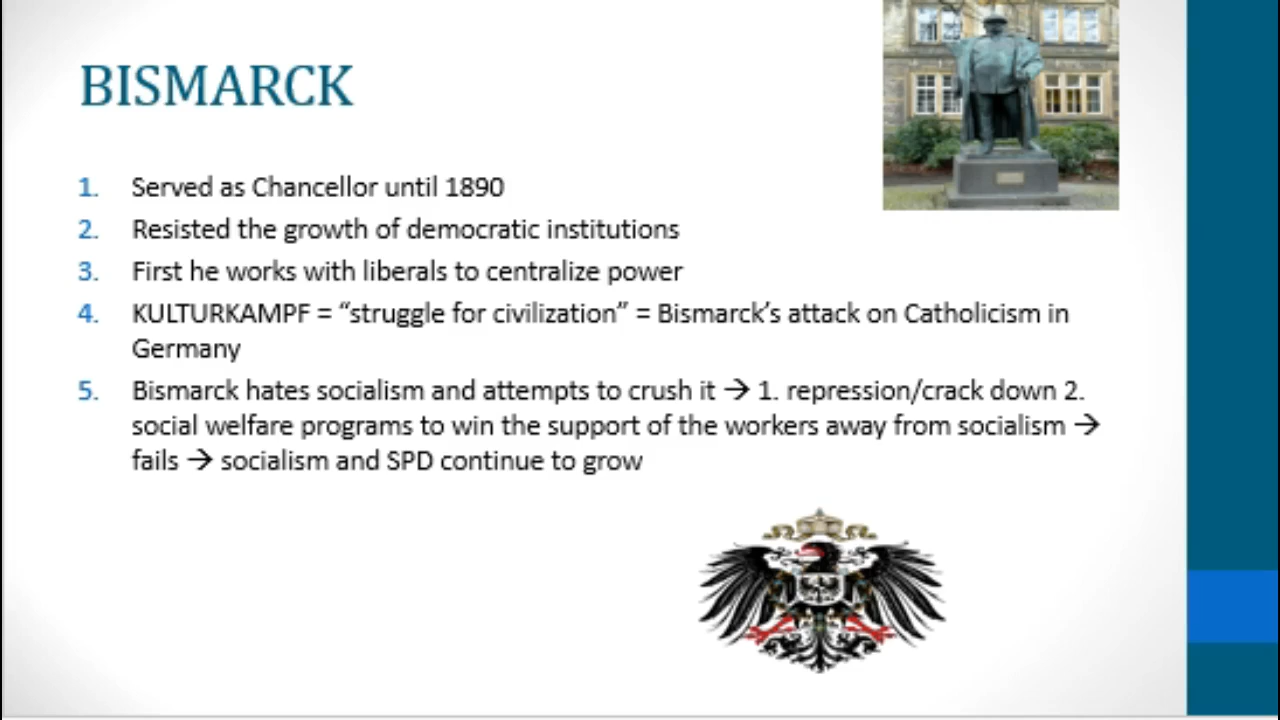 BISMARCK
1. Served as Chancellor until 1890
2. Resisted the growth of democratic institutions
3. First he works with liberals to centralize power
4. KULTURKAMPF = “struggle for civilization” = Bismarck’s attack on Catholicism in
Germany
5. Bismarck hates socialism and attempts to crush it → 1. repression/crack down 2.
social welfare programs to win the support of the workers away from socialism →
fails → socialism and SPD continue to grow